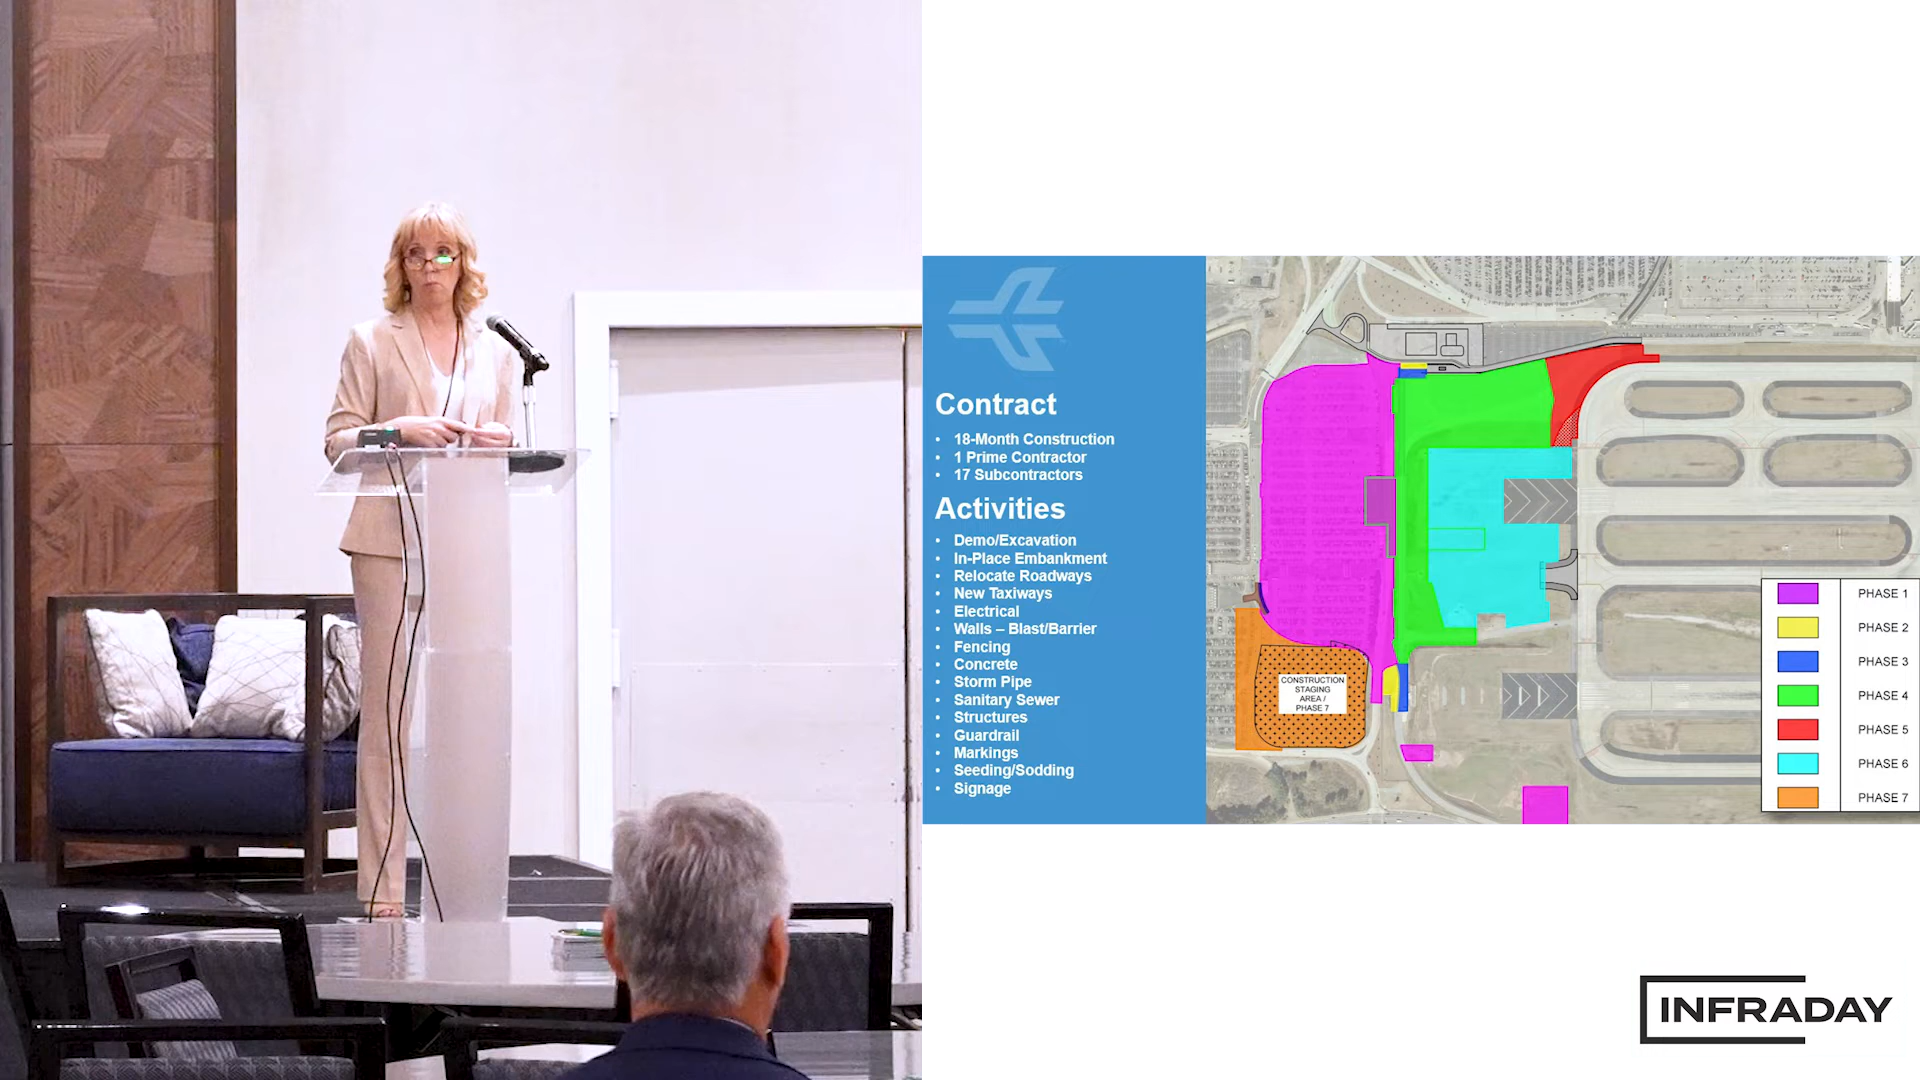 Contract
• 18-Month Construction
• 1 Prime Contractor
• 17 Subcontractors
Activities
• Demo/Excavation
• In-Place Embankment
• Relocate Roadways
• New Taxiways
• Electrical
• Walls – Blast/Barrier
• Fencing
• Concrete
• Storm Pipe
• Sanitary Sewer
• Structures
• Guardrail
• Markings
• Seeding/Sodding
• Signage
CONSTRUCTION
STAGING
AREA /
PHASE 7
PHASE 1
PHASE 2
PHASE 3
PHASE 4
PHASE 5
PHASE 6
PHASE 7
INFRADAY